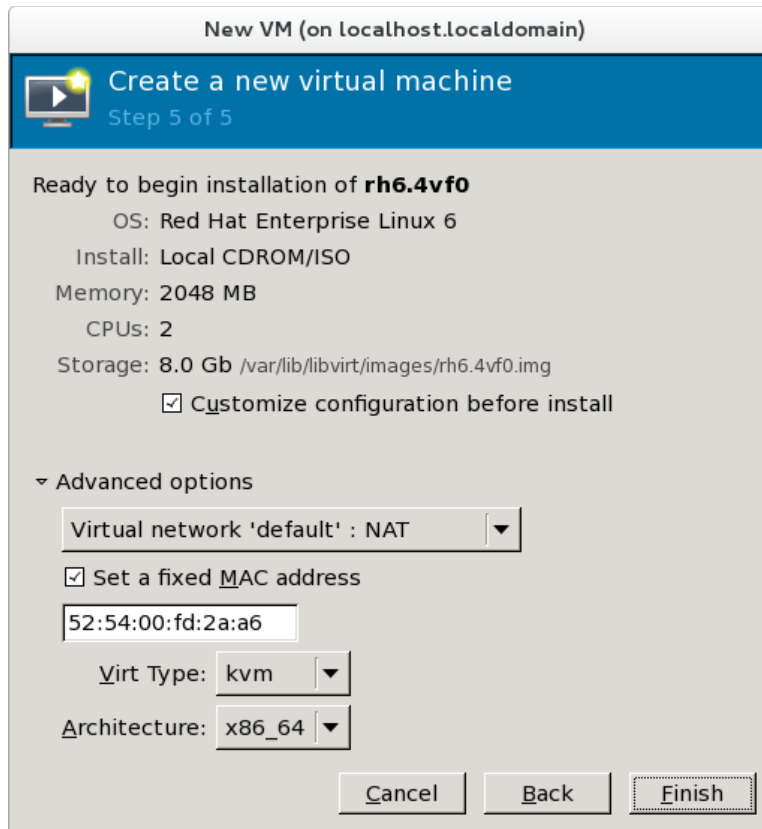 New VM (on localhost.localdomain)
Create a new virtual machine
Step 5 of 5
Ready to begin installation of rh6.4vf0
OS: Red Hat Enterprise Linux 6
Install: Local CDROM/ISO
Memory: 2048 MB
CPUs: 2
Storage: 8.0 Gb /var/lib/libvirt/images/rh6.4vf0.img
Customize configuration before install
Advanced options
Virtual network 'default' : NAT
Set a fixed MAC address
52:54:00:fd:2a:a6
Virt Type: kvm
Architecture: x86_64
Cancel Back Finish